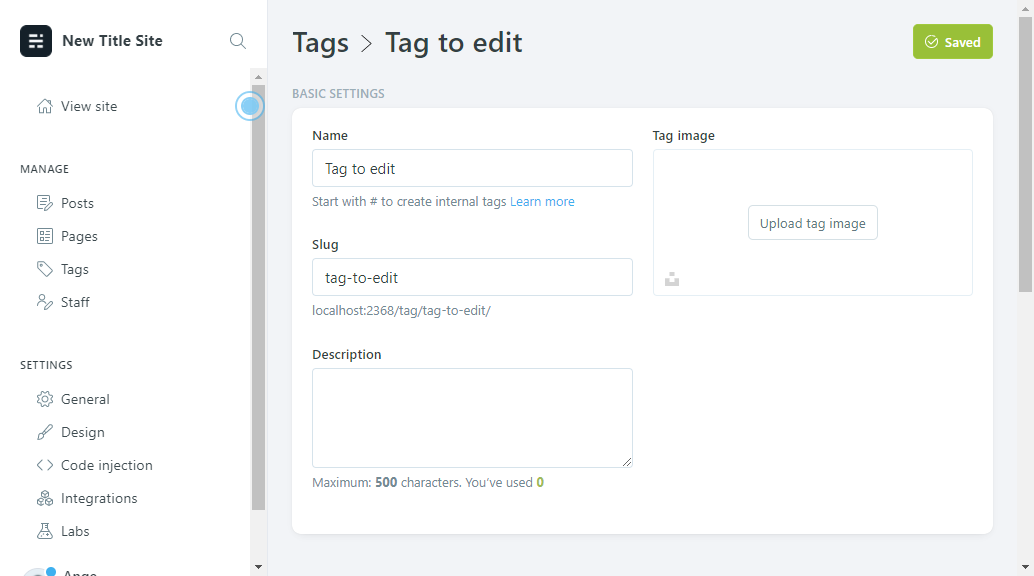 New Title Site
View site
MANAGE
Posts
Pages
Tags
Staff
SETTINGS
General
Design
Code injection
Integrations
Labs
Ange
Tags > Tag to edit
Saved
BASIC SETTINGS
Name
Tag to edit
Start with # to create internal tags Learn more
Slug
tag-to-edit
localhost:2368/tag/tag-to-edit/
Description
Maximum: 500 characters. You've used 0
Tag image
Upload tag image